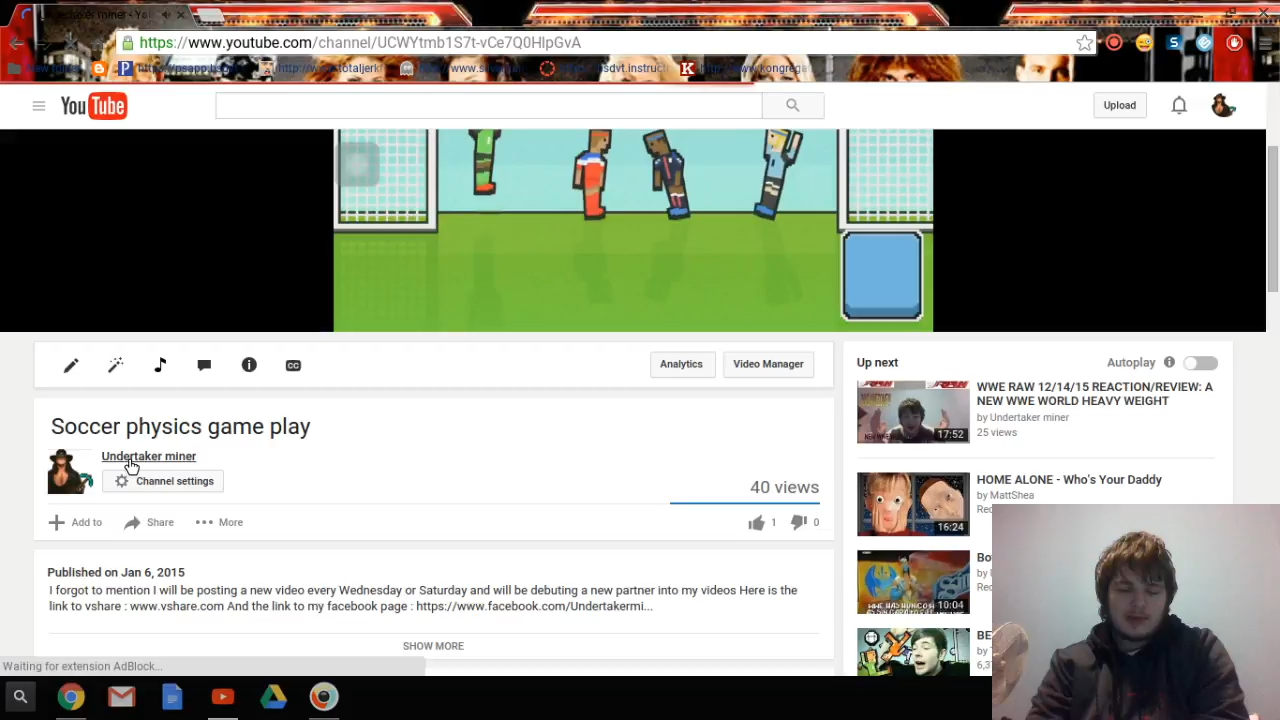 https://www.youtube.com/channel/UCWYtmb1S7t-vCe7Q0HlpGvA
YouTube
Upload
Analytics
Video Manager
Up next
Autoplay
Soccer physics game play
Undertaker miner
Channel settings
40 views
Add to
Share
More
1
0
Published on Jan 6, 2015
I forgot to mention I will be posting a new video every Wednesday or Saturday and will be debuting a new partner into my videos Here is the
link to vshare : www.vshare.com And the link to my facebook page : https://www.facebook.com/Undertakermi...
SHOW MORE
WWE RAW 12/14/15 REACTION/REVIEW: A
NEW WWE WORLD HEAVY WEIGHT
by Undertaker miner
25 views
17:52
HOME ALONE - Who's Your Daddy
by MattShea
16:24
10:04
Waiting for extension AdBlock...